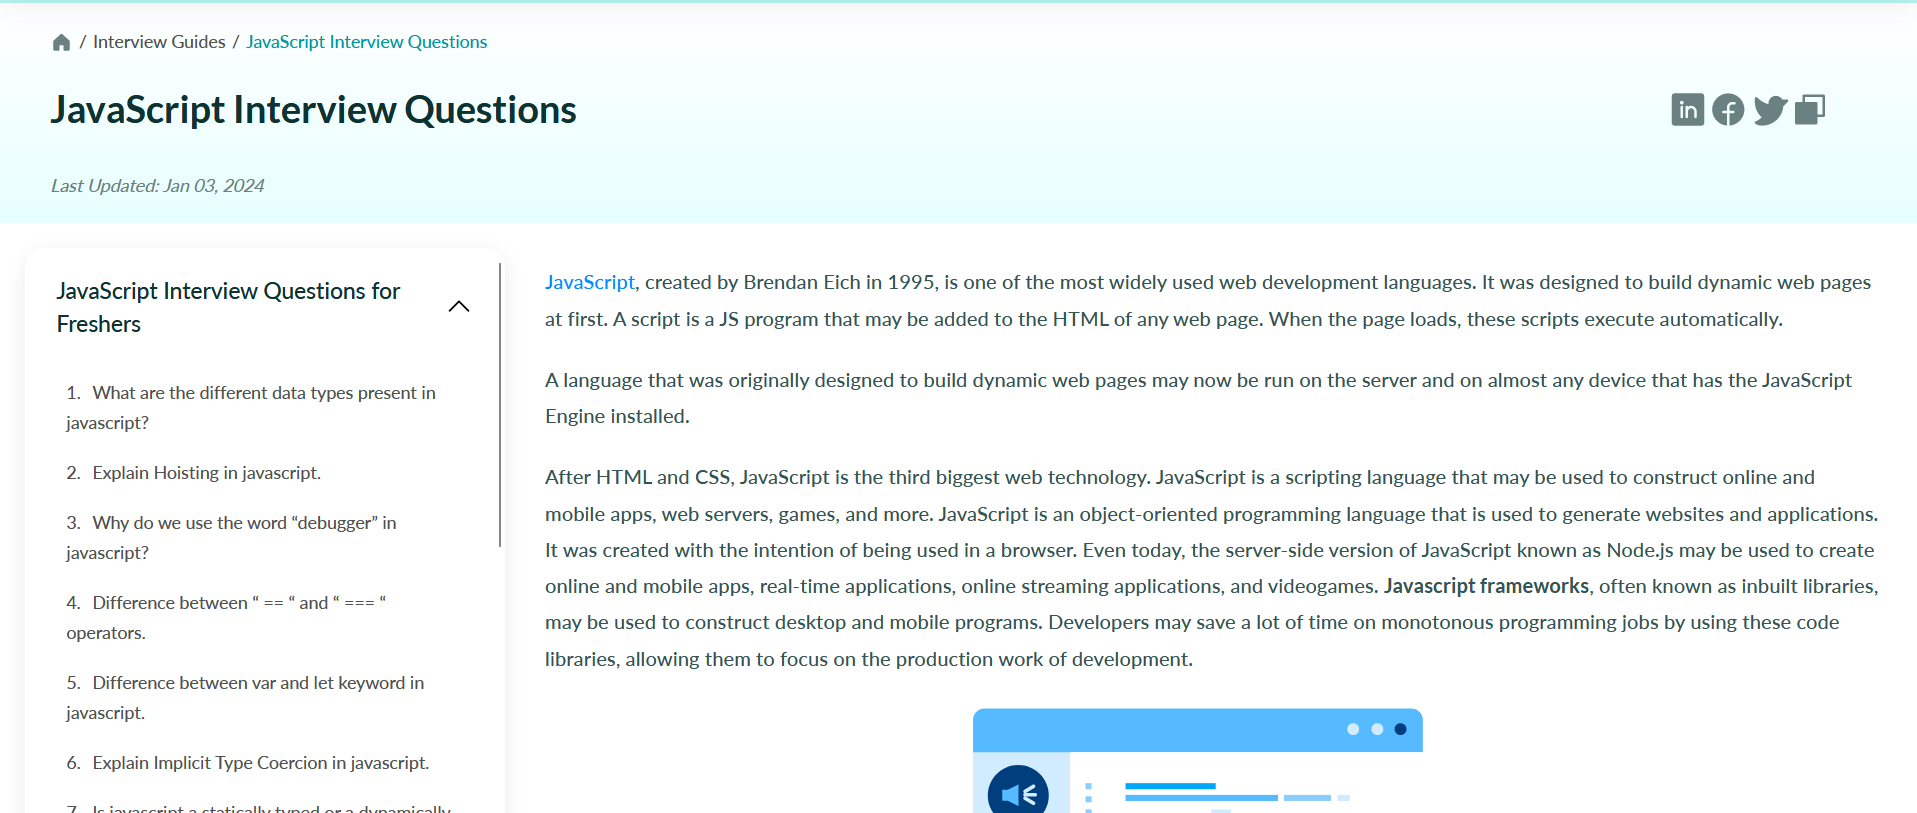 / Interview Guides / JavaScript Interview Questions
JavaScript Interview Questions
in
Last Updated: Jan 03, 2024
JavaScript Interview Questions for
Freshers
1. What are the different data types present in
javascript?
2. Explain Hoisting in javascript.
3. Why do we use the word “debugger” in
javascript?
4. Difference between “ == “ and “ === “
operators.
5. Difference between var and let keyword in
javascript.
6. Explain Implicit Type Coercion in javascript.
7. Is javascript a statically typed or a dynamically
JavaScript, created by Brendan Eich in 1995, is one of the most widely used web development languages. It was designed to build dynamic web pages
at first. A script is a JS program that may be added to the HTML of any web page. When the page loads, these scripts execute automatically.
A language that was originally designed to build dynamic web pages may now be run on the server and on almost any device that has the JavaScript
Engine installed.
After HTML and CSS, JavaScript is the third biggest web technology. JavaScript is a scripting language that may be used to construct online and
mobile apps, web servers, games, and more. JavaScript is an object-oriented programming language that is used to generate websites and applications.
It was created with the intention of being used in a browser. Even today, the server-side version of JavaScript known as Node.js may be used to create
online and mobile apps, real-time applications, online streaming applications, and videogames. Javascript frameworks, often known as inbuilt libraries,
may be used to construct desktop and mobile programs. Developers may save a lot of time on monotonous programming jobs by using these code
libraries, allowing them to focus on the production work of development.